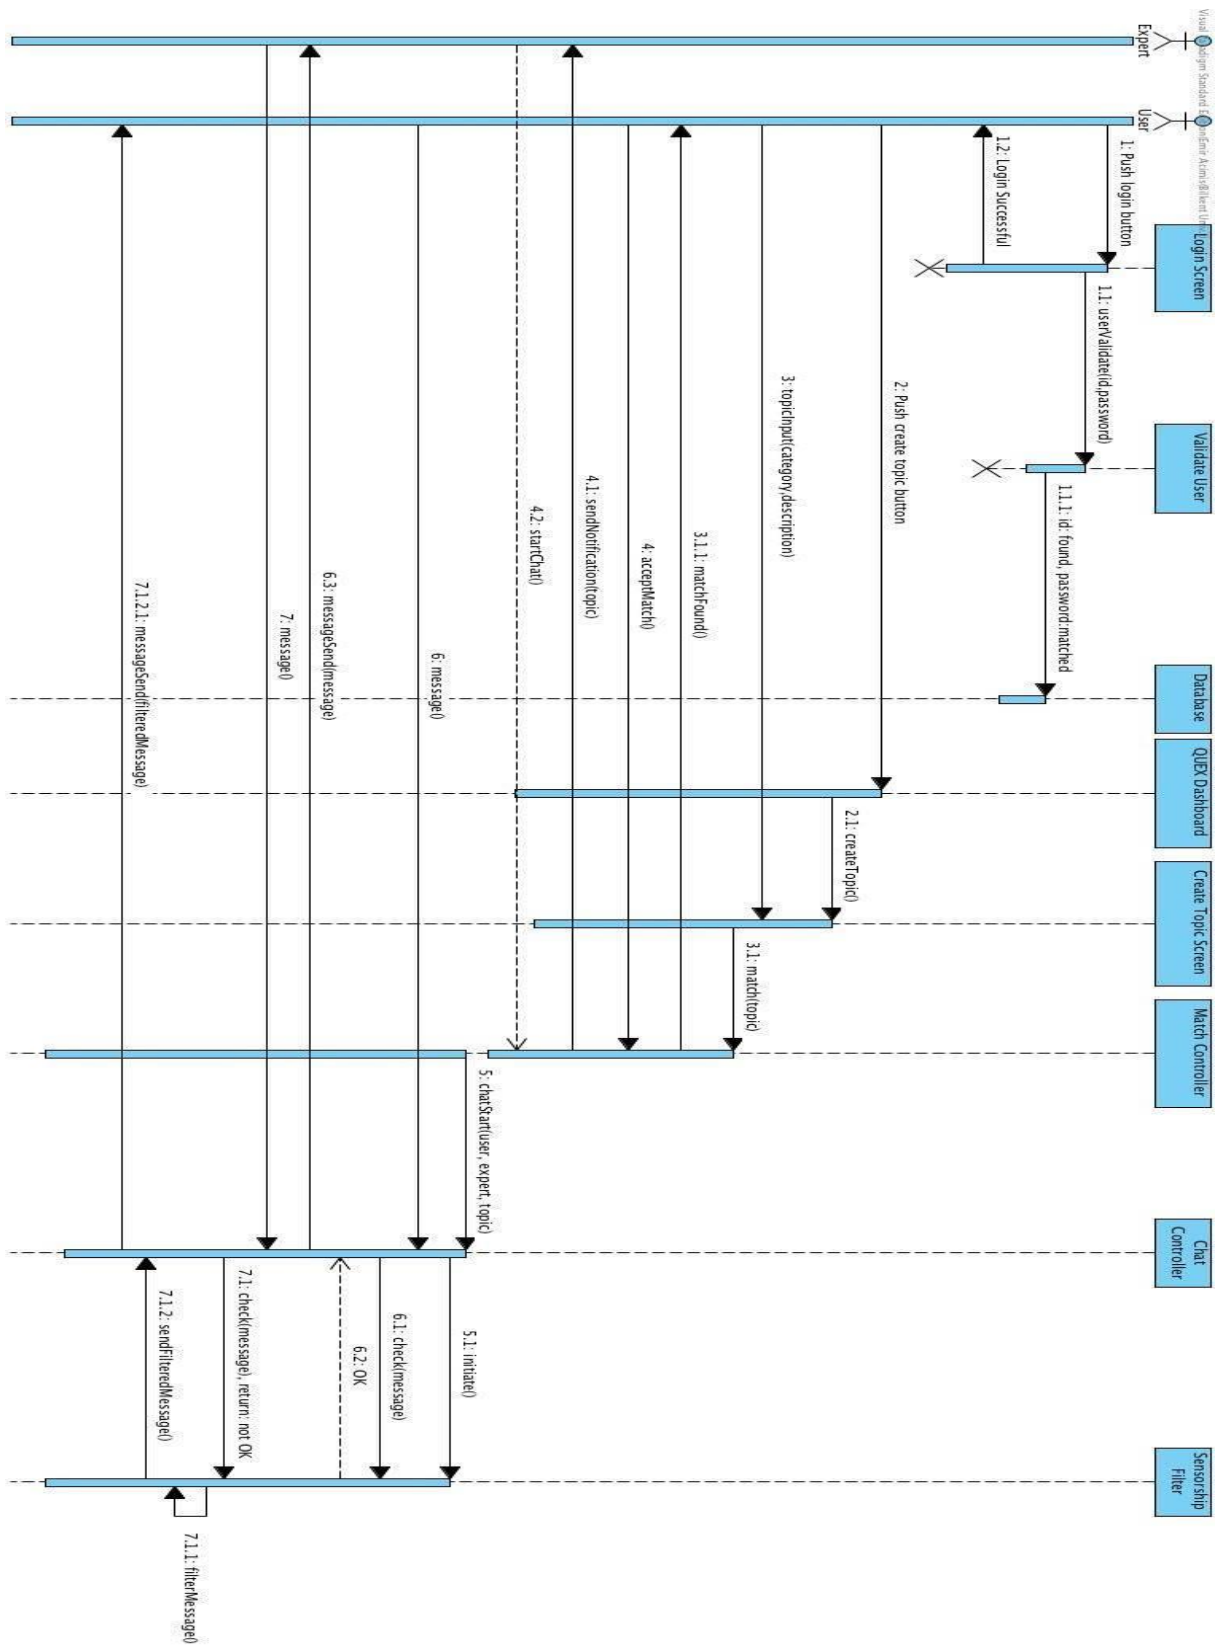 Expert
User
Login Screen
Validate User
Database
QUEX Dashboard
Create Topic Screen
Match Controller
Chat
Controller
Sensorship
Filter
1: Push login button
1.1: userValidate(id,password)
1.1.1: id: found, password:matched
1.2: Login Successful
2: Push create topic button
2.1: createTopic()
3: topicInput(category,description)
3.1: match(topic)
3.1.1: matchFound()
4: acceptMatch()
4.1: sendNotification(topic)
4.2: startChat()
5: chatStart(user, expert, topic)
5.1: initiate()
6: message()
6.1: check(message)
6.2: OK
6.3: messageSend(message)
7: message()
7.1: check(message), return: not OK
7.1.1: filterMessage()
7.1.2: sendFilteredMessage()
7.1.2.1: messageSend(filteredMessage)
Visual Standard